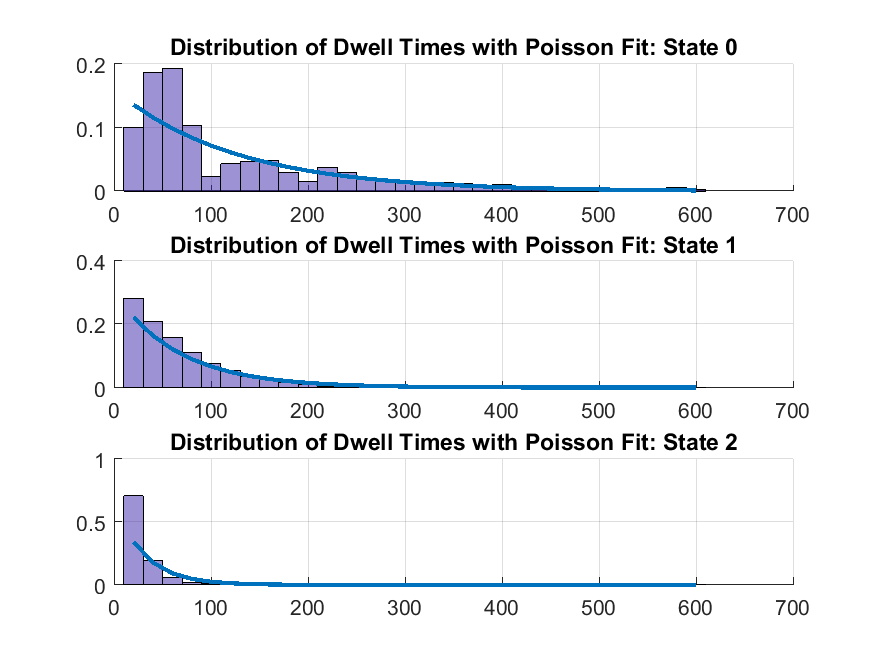 Distribution of Dwell Times with Poisson Fit: State 0
0.2
0.1
0
0 100 200 300 400 500 600 700
Distribution of Dwell Times with Poisson Fit: State 1
0.4
0.2
0
0 100 200 300 400 500 600 700
Distribution of Dwell Times with Poisson Fit: State 2
1
0.5
0
0 100 200 300 400 500 600 700